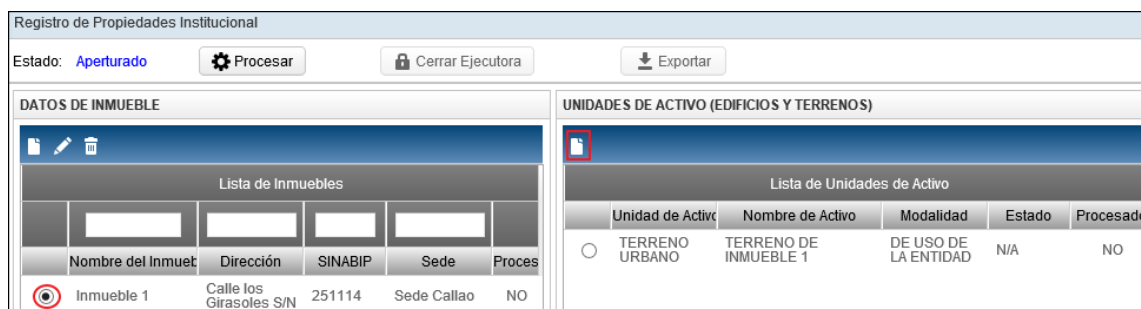 Registro de Propiedades Institucional
Estado: Aperturado Procesar Cerrar Ejecutora Exportar
DATOS DE INMUEBLE
Lista de Inmuebles
Nombre del Inmuebl Dirección SINABIP Sede Proces
Inmueble 1 Calle los Girasoles S/N 251114 Sede Callao NO
UNIDADES DE ACTIVO (EDIFICIOS Y TERRENOS)
Lista de Unidades de Activo
Unidad de Activo Nombre de Activo Modalidad Estado Procesado
TERRENO URBANO TERRENO DE INMUEBLE 1 DE USO DE LA ENTIDAD N/A NO